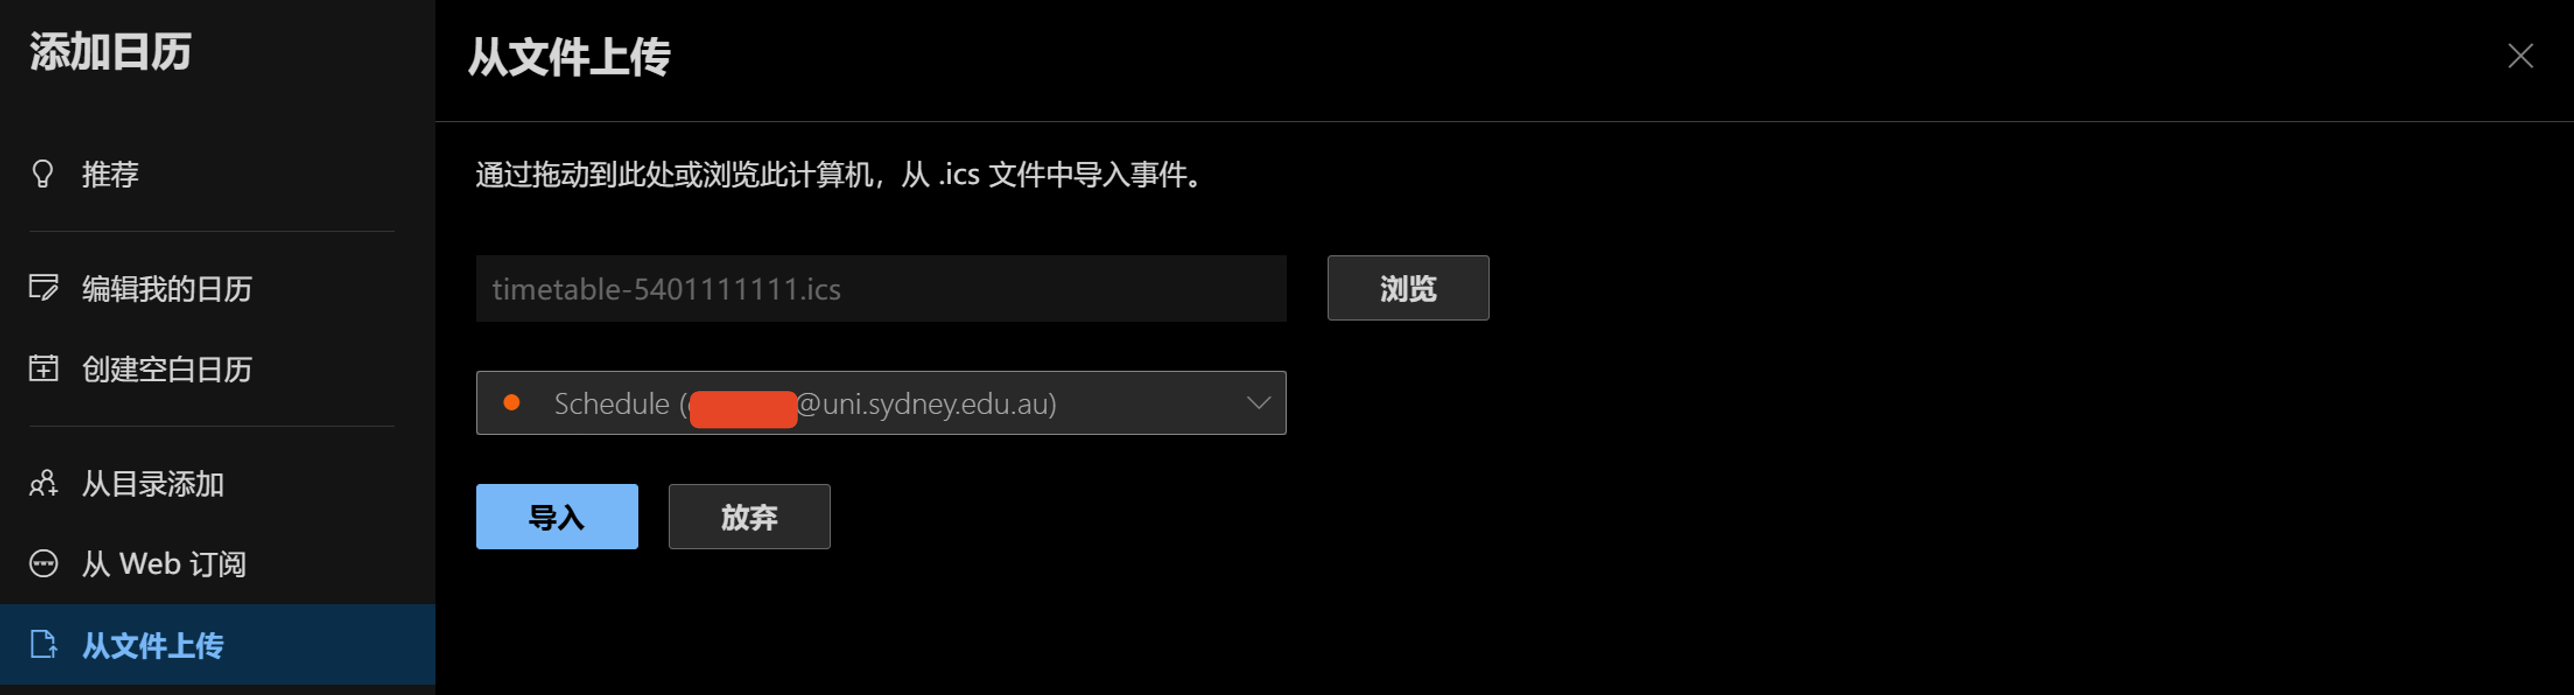 添加日历
推荐
编辑我的日历
创建空白日历
从目录添加
从 Web 订阅
从文件上传
从文件上传
通过拖动到此处或浏览此计算机，从 .ics 文件中导入事件。
timetable-5401111111.ics
浏览
Schedule (@uni.sydney.edu.au)
导入
放弃